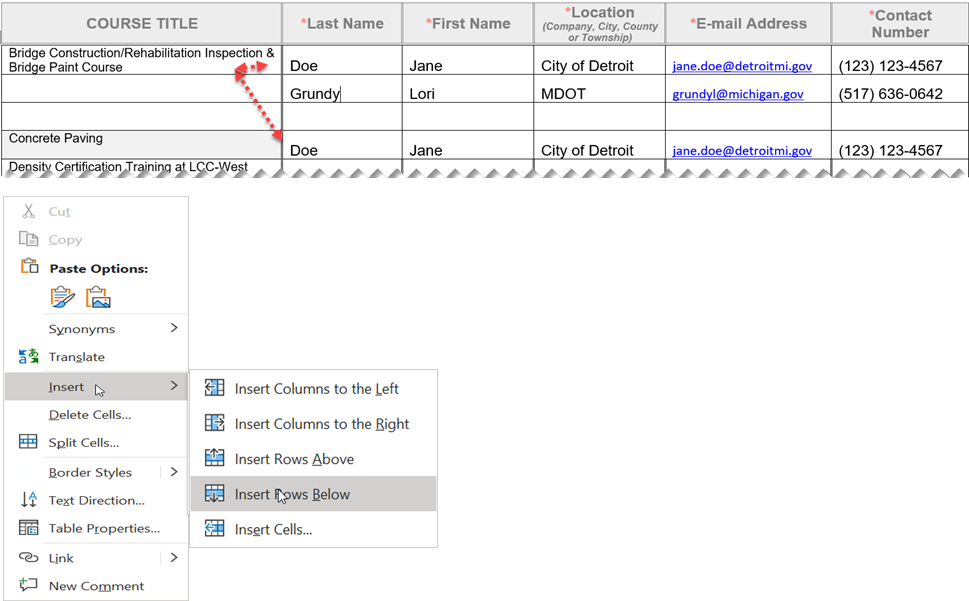 COURSE TITLE *Last Name *First Name *Location (Company, City, County or Township) *E-mail Address *Contact Number
Bridge Construction/Rehabilitation Inspection &
Bridge Paint Course Doe Jane City of Detroit jane.doe@detroitmi.gov (123) 123-4567
Grundy Lori MDOT grundyl@michigan.gov (517) 636-0642
Concrete Paving
Doe Jane City of Detroit jane.doe@detroitmi.gov (123) 123-4567
Density Certification Training at LCC-West
Cut
Copy
Paste Options:
Synonyms
Translate
Insert
Delete Cells...
Split Cells...
Border Styles
Text Direction...
Table Properties...
Link
New Comment
Insert Columns to the Left
Insert Columns to the Right
Insert Rows Above
Insert Rows Below
Insert Cells...